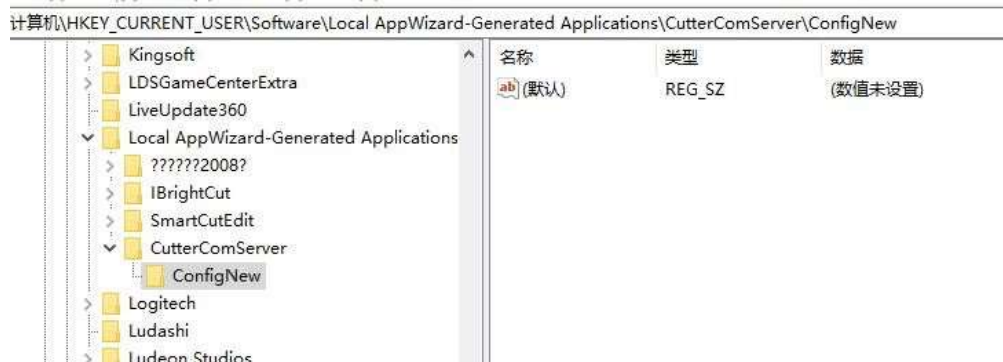 计算机\HKEY_CURRENT_USER\Software\Local AppWizard-Generated Applications\CutterComServer\ConfigNew
Kingsoft
LDSGameCenterExtra
LiveUpdate360
Local AppWizard-Generated Applications
??????2008?
IBrightCut
SmartCutEdit
CutterComServer
ConfigNew
Logitech
Ludashi
Ludeon Studios
名称 类型 数据
ab (默认) REG_SZ (数值未设置)